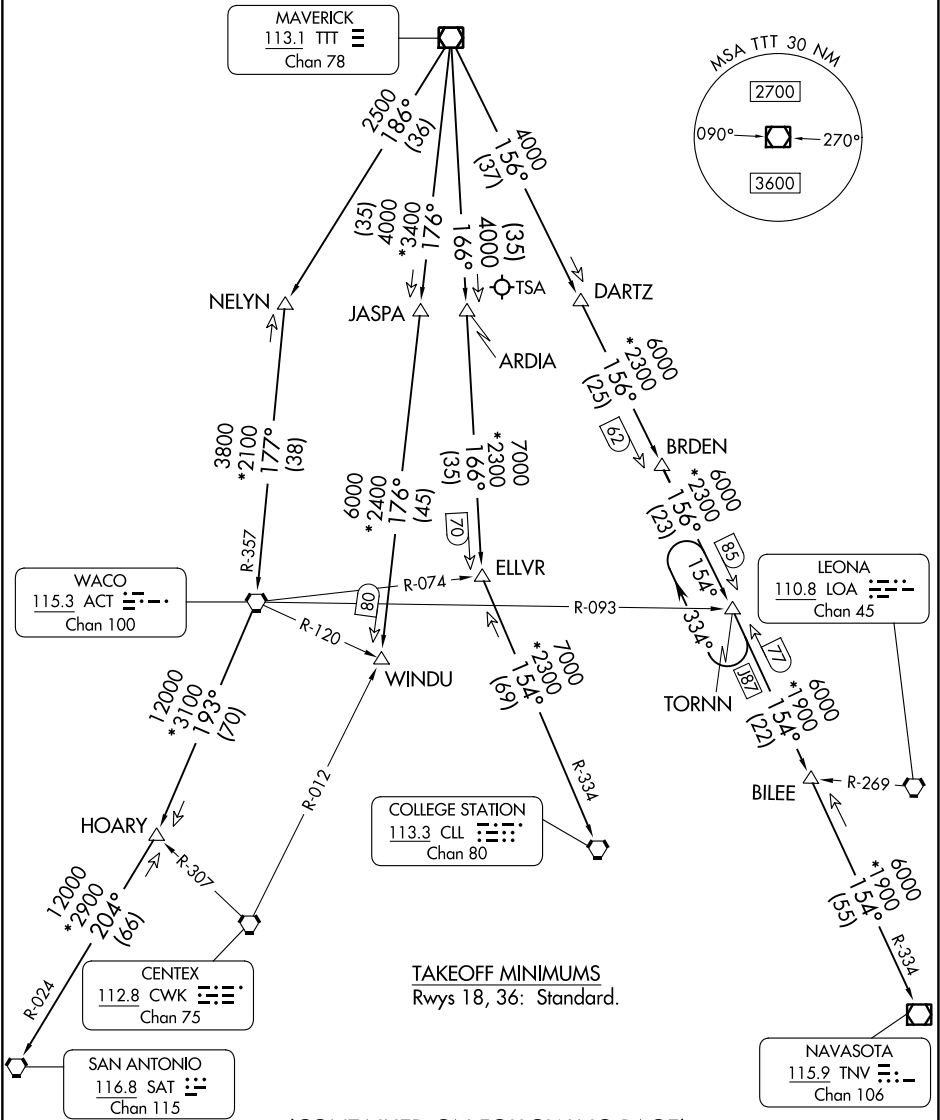 MAVERICK
113.1 TTT
Chan 78
MSA TTT 30 NM
2700
090°
270°
3600
2500
186°
(36)
(35)
4000
*3400
176°
(35)
4000
166°
4000
156°
(37)
TSA
NELYN
JASPA
ARDIA
DARTZ
6000
*2300
156°
(25)
62
BRDEN
3800
*2100
177°
(38)
R-357
6000
*2400
176°
(45)
80
7000
*2300
166°
(35)
70
ELLVR
6000
*2300
156°
(23)
85
154°
334°
WACO
115.3 ACT
Chan 100
R-074
R-093
R-120
WINDU
LEONA
110.8 LOA
Chan 45
TORNN
J87
77
6000
*1900
154°
(22)
12000
*3100
193°
(70)
7000
*2300
154°
(69)
R-334
R-012
BILEE
R-269
HOARY
R-307
COLLEGE STATION
113.3 CLL
Chan 80
6000
*1900
154°
(55)
R-334
12000
*2900
204°
(66)
R-024
CENTEX
112.8 CWK
Chan 75
TAKEOFF MINIMUMS
Rwys 18, 36: Standard.
SAN ANTONIO
116.8 SAT
Chan 115
NAVASOTA
115.9 TNV
Chan 106